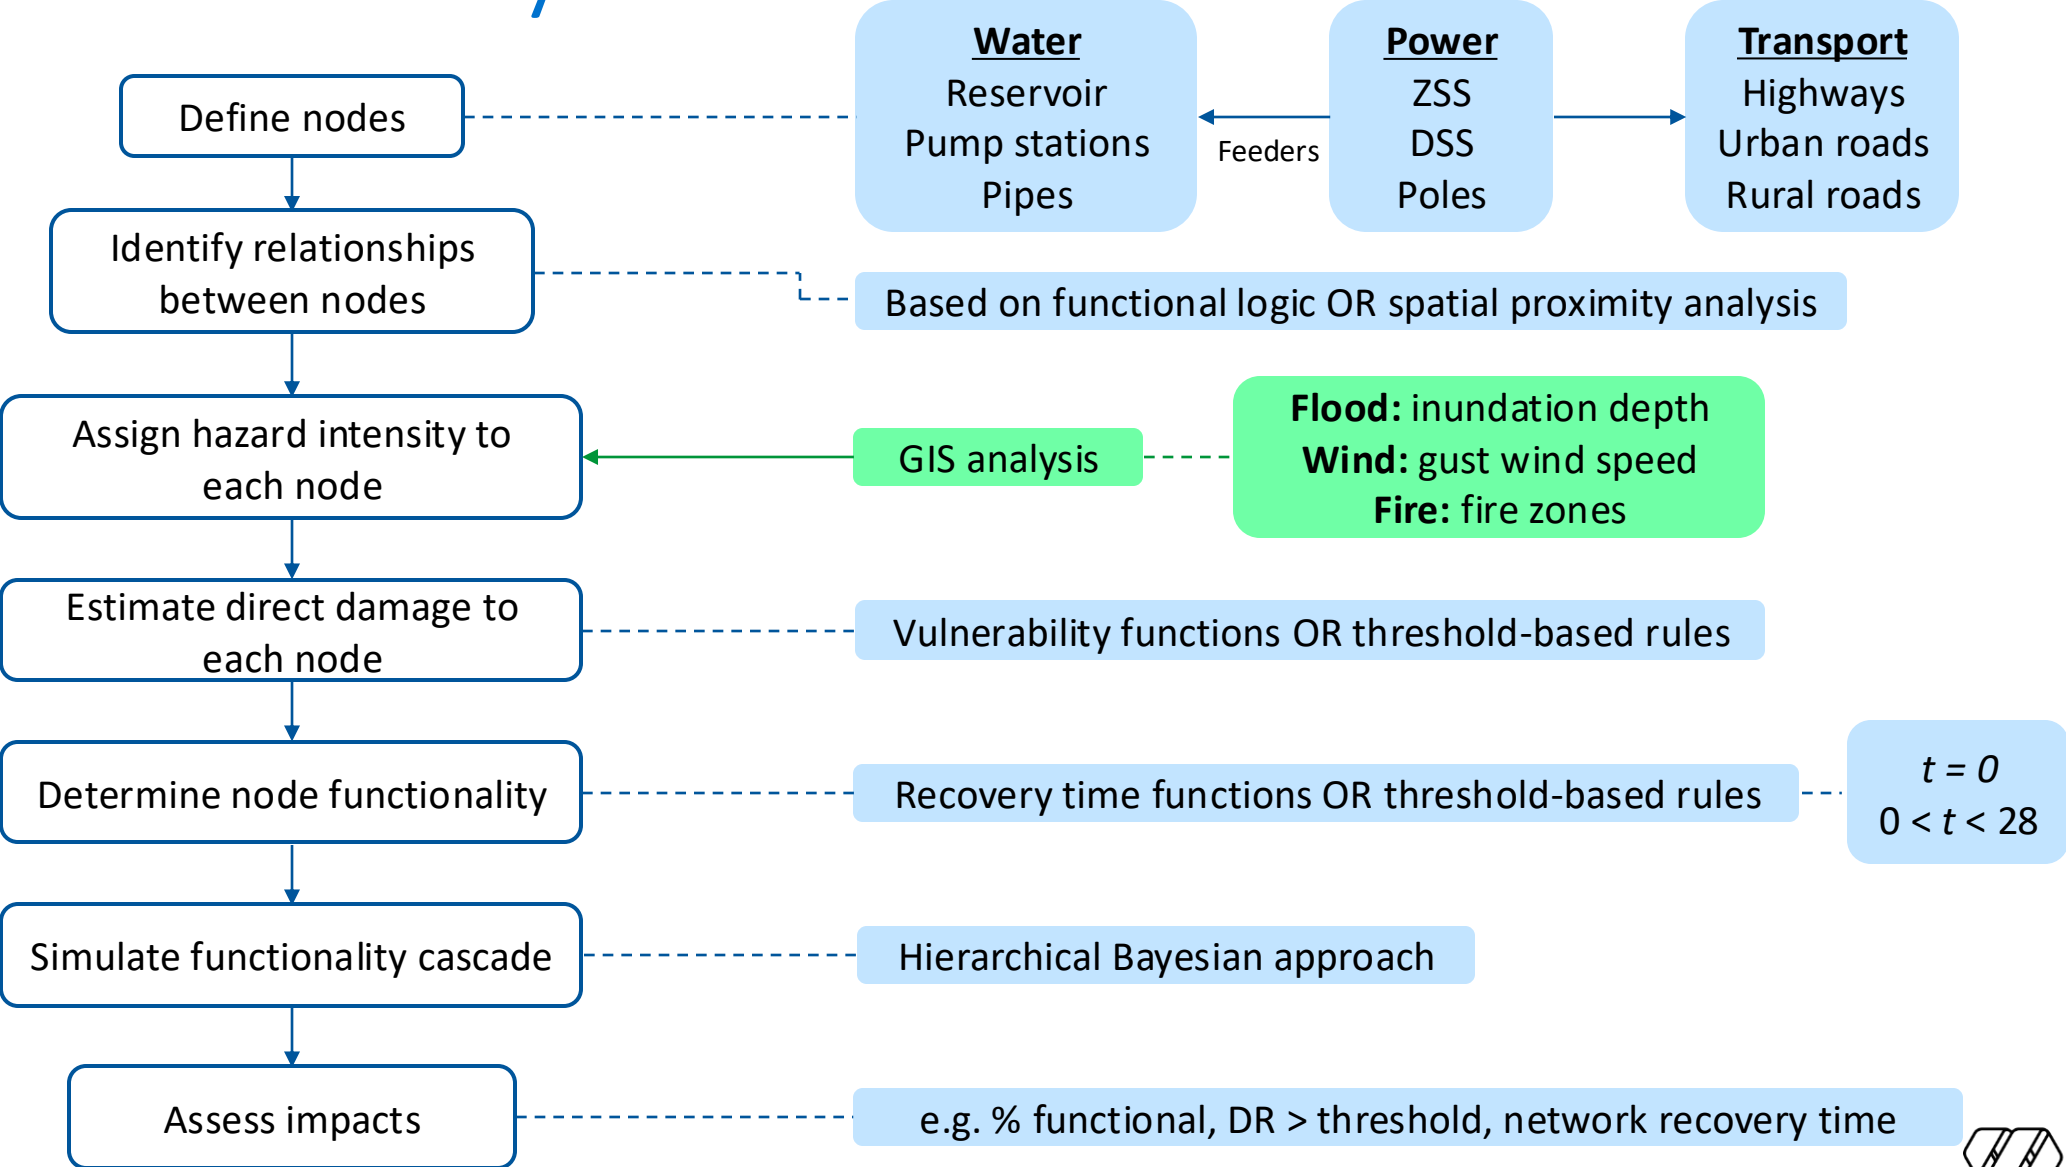 Water
Reservoir
Pump stations
Pipes
Feeders
Power
ZSS
DSS
Poles
Transport
Highways
Urban roads
Rural roads
Define nodes
Identify relationships
between nodes
Based on functional logic OR spatial proximity analysis
Assign hazard intensity to
each node
GIS analysis
Flood: inundation depth
Wind: gust wind speed
Fire: fire zones
Estimate direct damage to
each node
Vulnerability functions OR threshold-based rules
Determine node functionality
Recovery time functions OR threshold-based rules
t = 0
0 < t < 28
Simulate functionality cascade
Hierarchical Bayesian approach
Assess impacts
e.g. % functional, DR > threshold, network recovery time